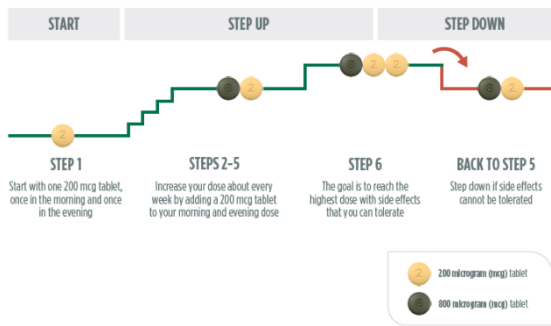 START
STEP UP
STEP DOWN
2
8 2
8 2 2
8 2
STEP 1
Start with one 200 mcg tablet,
once in the morning and once
in the evening
STEPS 2-5
Increase your dose about every
week by adding a 200 mcg tablet
to your morning and evening dose
STEP 6
The goal is to reach the
highest dose with side effects
that you can tolerate
BACK TO STEP 5
Step down if side effects
cannot be tolerated
2 200 microgram (mcg) tablet
8 800 microgram (mcg) tablet